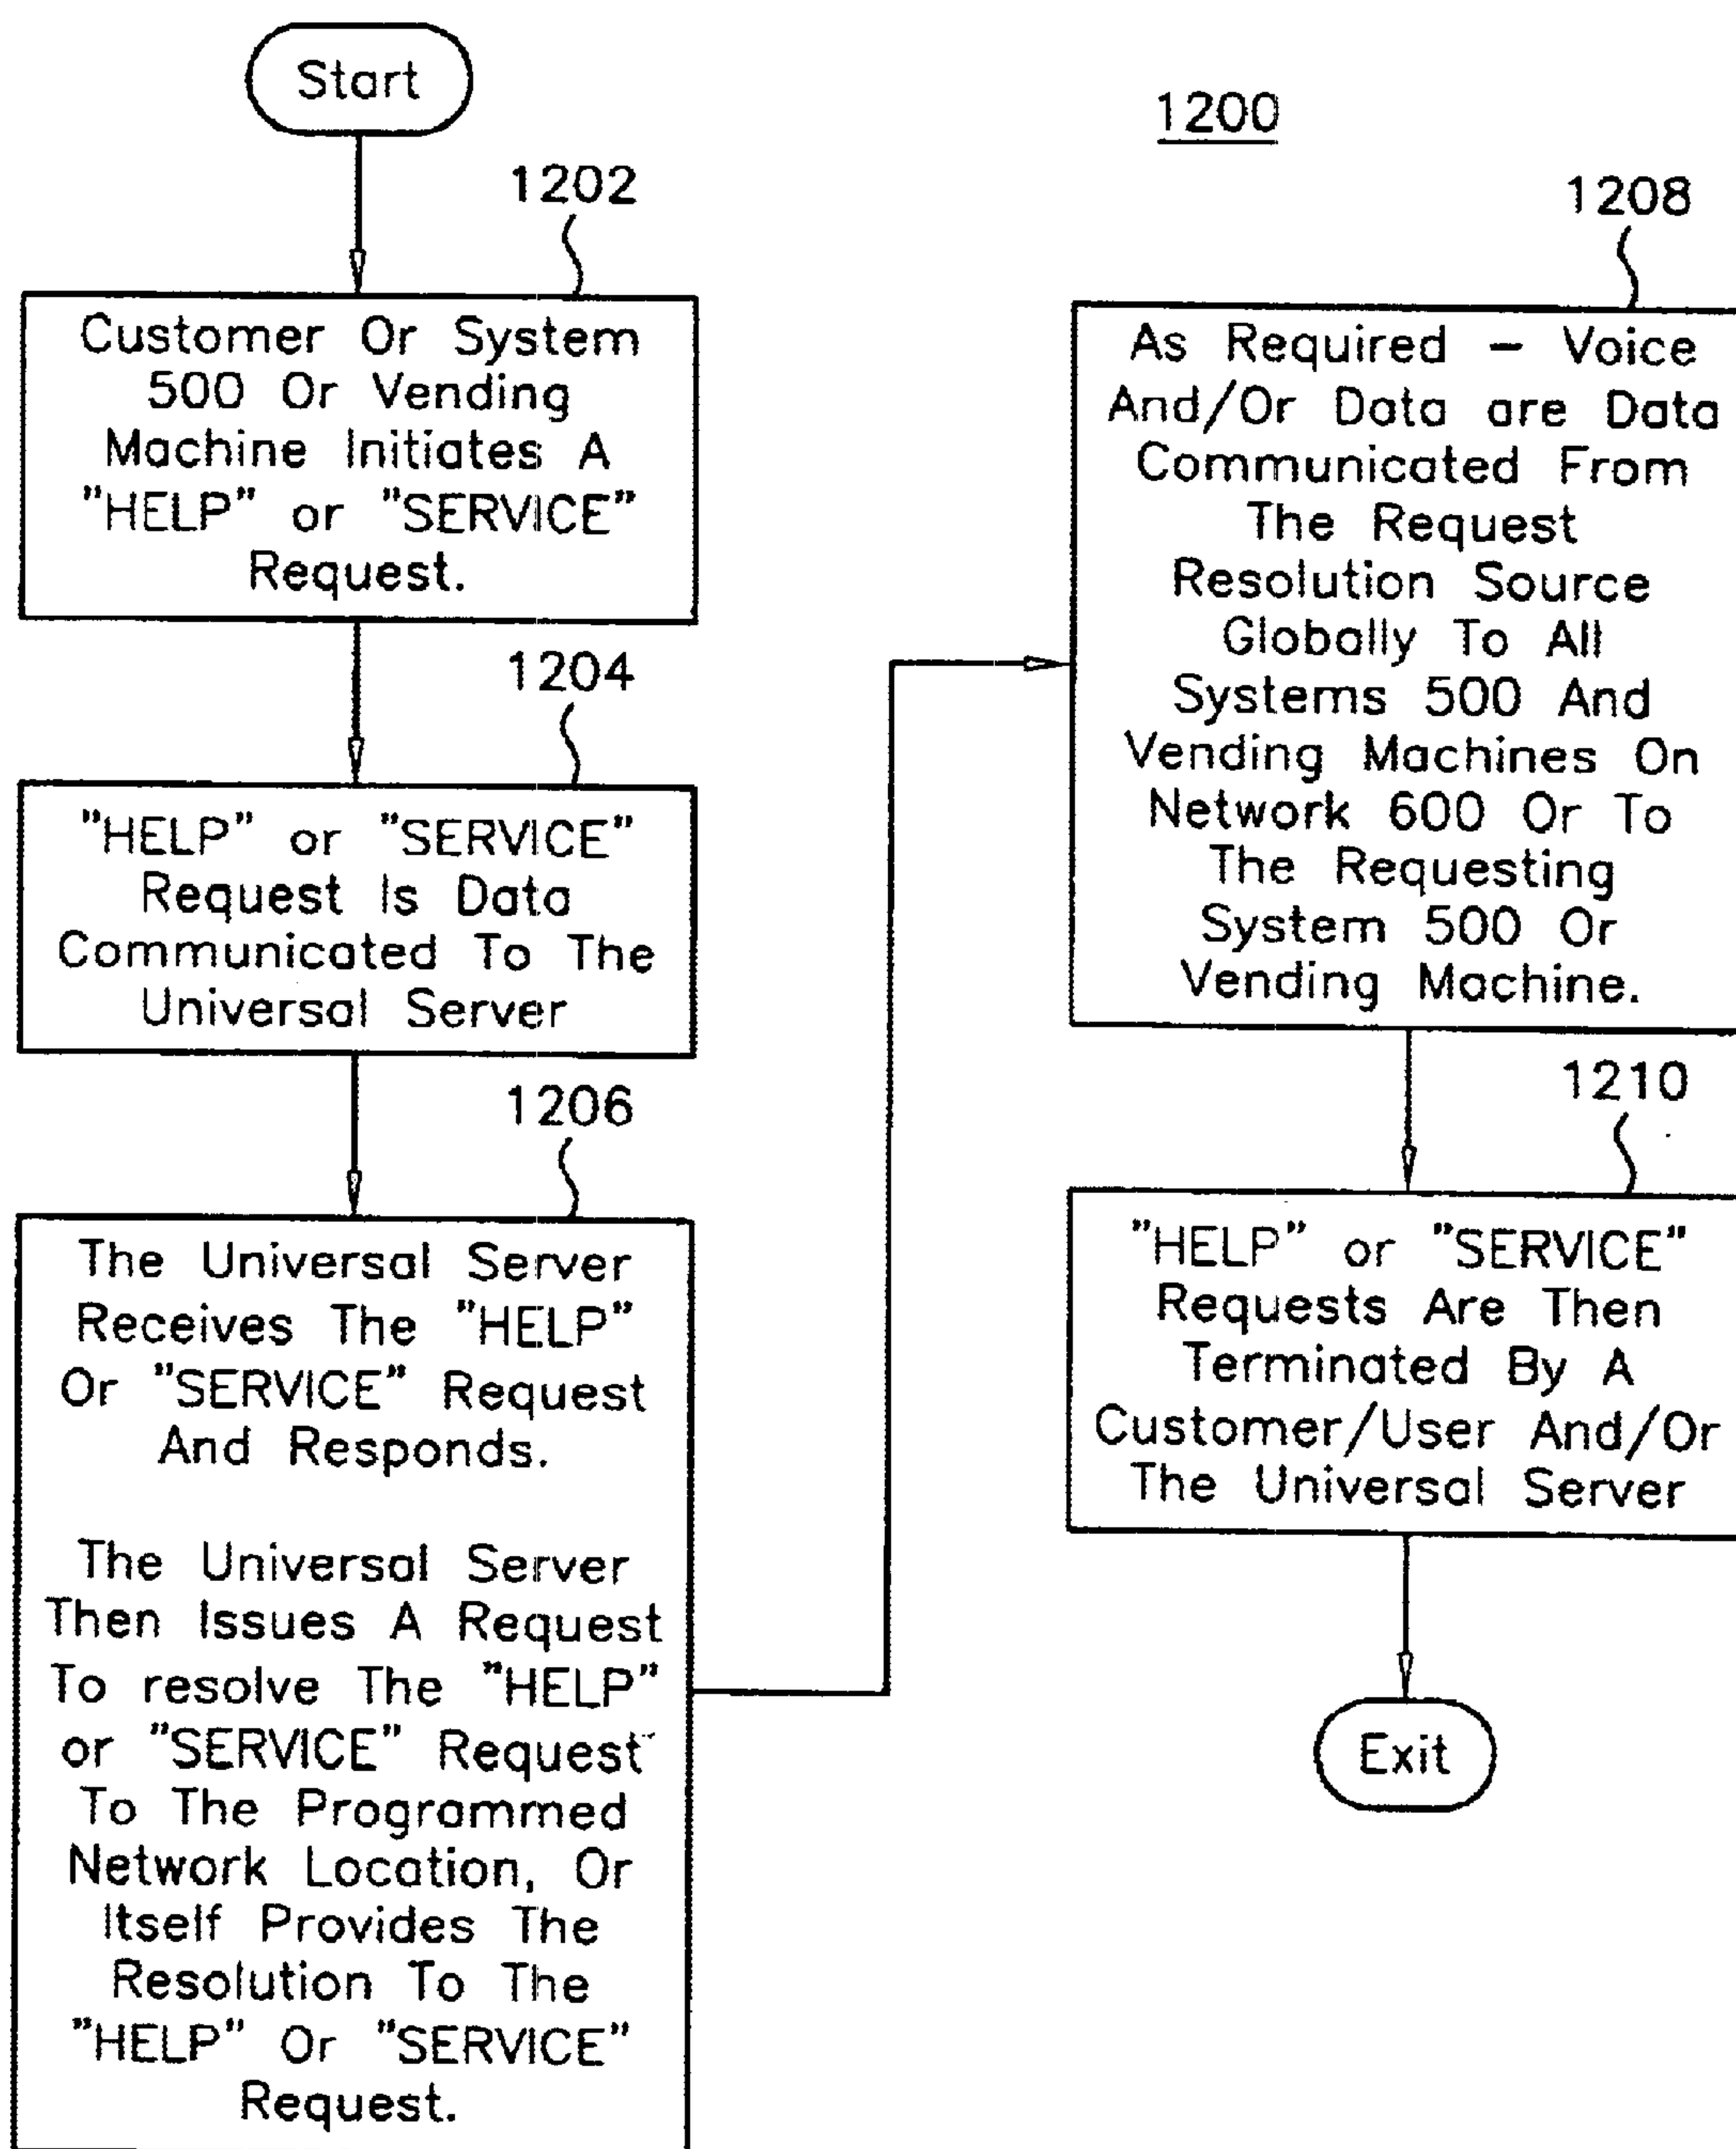 Start
1200
1202
Customer Or System
500 Or Vending
Machine Initiates A
"HELP" or "SERVICE"
Request.
1204
"HELP" or "SERVICE"
Request Is Data
Communicated To The
Universal Server
1206
The Universal Server
Receives The "HELP"
Or "SERVICE" Request
And Responds.
The Universal Server
Then Issues A Request
To resolve The "HELP"
or "SERVICE" Request
To The Programmed
Network Location, Or
Itself Provides The
Resolution To The
"HELP" Or "SERVICE"
Request.
1208
As Required – Voice
And/Or Data are Data
Communicated From
The Request
Resolution Source
Globally To All
Systems 500 And
Vending Machines On
Network 600 Or To
The Requesting
System 500 Or
Vending Machine.
1210
"HELP" or "SERVICE"
Requests Are Then
Terminated By A
Customer/User And/Or
The Universal Server
Exit